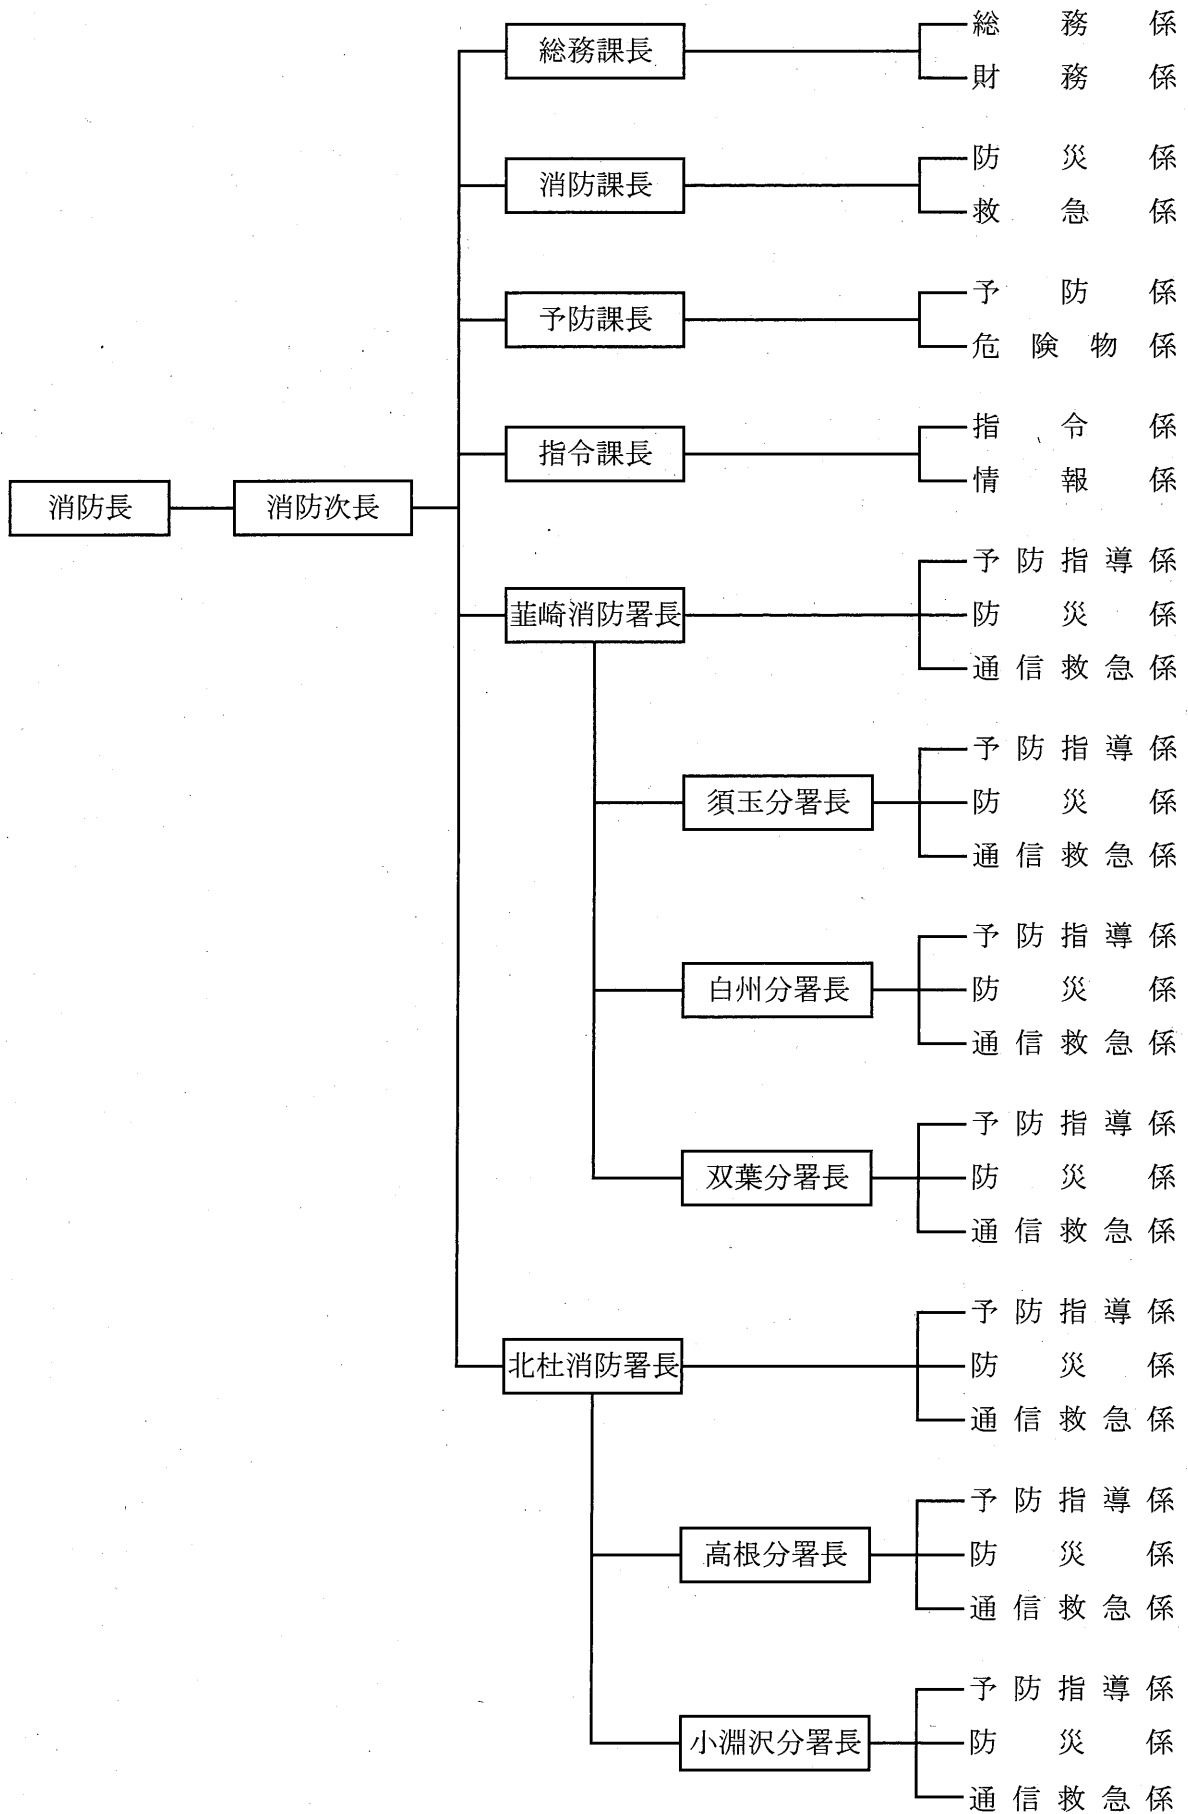 総務課長
総務係
財務係
消防課長
防災係
救急係
予防課長
予防係
危険物係
指令課長
指令係
情報係
消防長
消防次長
韮崎消防署長
予防指導係
防災係
通信救急係
須玉分署長
予防指導係
防災係
通信救急係
白州分署長
予防指導係
防災係
通信救急係
双葉分署長
予防指導係
防災係
通信救急係
北杜消防署長
予防指導係
防災係
通信救急係
高根分署長
予防指導係
防災係
通信救急係
小淵沢分署長
予防指導係
防災係
通信救急係